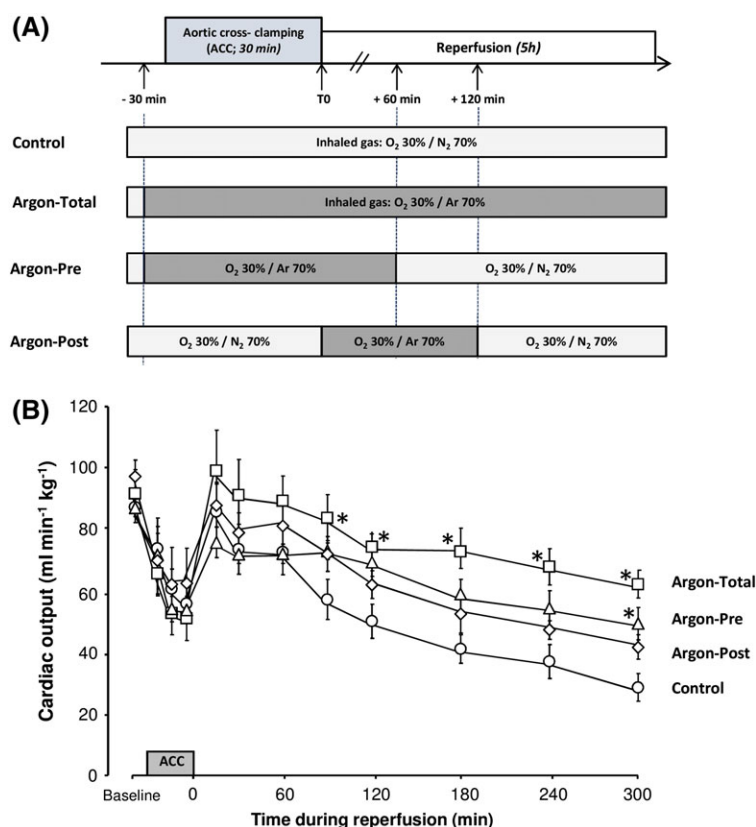 (A)
Aortic cross- clamping
(ACC; 30 min)
Reperfusion (5h)
- 30 min
T0
+ 60 min
+ 120 min
Control
Inhaled gas: O₂ 30% / N₂ 70%
Argon-Total
Inhaled gas: O₂ 30% / Ar 70%
Argon-Pre
O₂ 30% / Ar 70%
O₂ 30% / N₂ 70%
Argon-Post
O₂ 30% / N₂ 70%
O₂ 30% / Ar 70%
O₂ 30% / N₂ 70%
(B)
Cardiac output (ml min⁻¹ kg⁻¹)
120
100
80
60
40
20
0
*
*
*
*
*
*
Argon-Total
Argon-Pre
Argon-Post
Control
ACC
Baseline
0
60
120
180
240
300
Time during reperfusion (min)